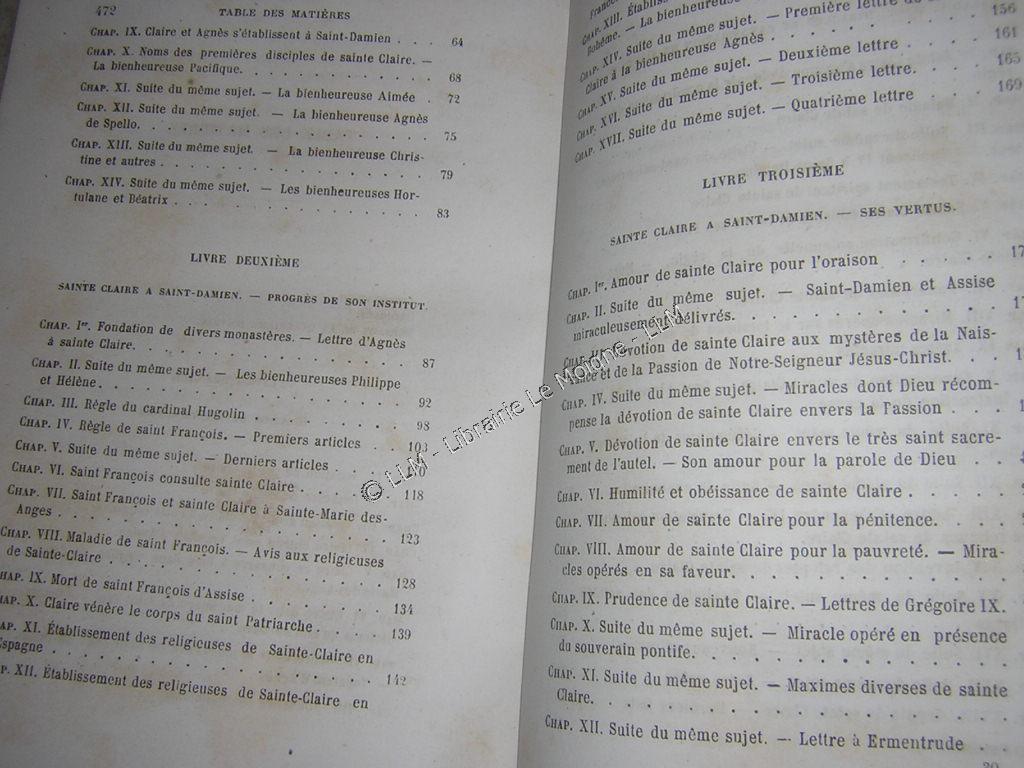 472 TABLE DES MATIÈRES
CHAP. IX. Claire et Agnès s'établissent à Saint-Damien . . . 64
CHAP. X. Noms des premières disciples de sainte Claire. —
La bienheureuse Pacifique. . . . . . . . . . . . 68
CHAP. XI. Suite du même sujet. — La bienheureuse Aimée . 72
CHAP. XII. Suite du même sujet. — La bienheureuse Agnès
de Spello. . . . . . . . . . . . . . . . . 75
CHAP. XIII. Suite du même sujet. — La bienheureuse Chris-
tine et autres . . . . . . . . . . . . . . . 79
CHAP. XIV. Suite du même sujet. — Les bienheureuses Hor-
tulane et Béatrix . . . . . . . . . . . . . . 83
LIVRE DEUXIÈME
SAINTE CLAIRE A SAINT-DAMIEN. — PROGRÈS DE SON INSTITUT.
CHAP. Ier. Fondation de divers monastères. — Lettre d'Agnès
à sainte Claire. . . . . . . . . . . . . . . 87
CHAP. II. Suite du même sujet. — Les bienheureuses Philippe
et Hélène. . . . . . . . . . . . . . . . . 92
CHAP. III. Règle du cardinal Hugolin . . . . . . . . 98
CHAP. IV. Règle de saint François. — Premiers articles . . 103
CHAP. V. Suite du même sujet. — Derniers articles . . . .
CHAP. VI. Saint François consulte sainte Claire . . . . . 118
CHAP. VII. Saint François et sainte Claire à Sainte-Marie des-
Anges . . . . . . . . . . . . . . . . . . 123
CHAP. VIII. Maladie de saint François. — Avis aux religieuses
de Sainte-Claire . . . . . . . . . . . . . . 128
HAP. IX. Mort de saint François d'Assise . . . . . . . 134
HAP. X. Claire vénère le corps du saint Patriarche . . . . 139
AP. XI. Établissement des religieuses de Sainte-Claire en
Espagne . . . . . . . . . . . . . . . . . 142
P. XII. Établissement des religieuses de Sainte-Claire en
CHAP. XIII.
Bohême. — La bienheureuse
CHAP. XIV. Suite du même sujet. — Première lettre de
Claire à la bienheureuse Agnès . . . . . . . . . 156
CHAP. XV. Suite du même sujet. — Deuxième lettre . . . 161
CHAP. XVI. Suite du même sujet. — Troisième lettre. . . . 165
CHAP. XVII. Suite du même sujet. — Quatrième lettre . . . 169
LIVRE TROISIÈME
SAINTE CLAIRE A SAINT-DAMIEN. — SES VERTUS.
CHAP. Ier. Amour de sainte Claire pour l'oraison . . . . .
CHAP. II. Suite du même sujet. — Saint-Damien et Assise
miraculeusement délivrés. . . . . . . . . . . .
CHAP. III. Dévotion de sainte Claire aux mystères de la Nais-
sance et de la Passion de Notre-Seigneur Jésus-Christ. . .
CHAP. IV. Suite du même sujet. — Miracles dont Dieu récom-
pense la dévotion de sainte Claire envers la Passion . . .
CHAP. V. Dévotion de sainte Claire envers le très saint sacre-
ment de l'autel. — Son amour pour la parole de Dieu . .
CHAP. VI. Humilité et obéissance de sainte Claire . . . .
CHAP. VII. Amour de sainte Claire pour la pénitence. . . .
CHAP. VIII. Amour de sainte Claire pour la pauvreté. — Mira-
cles opérés en sa faveur. . . . . . . . . . . .
CHAP. IX. Prudence de sainte Claire. — Lettres de Grégoire IX.
CHAP. X. Suite du même sujet. — Miracle opéré en présence
du souverain pontife. . . . . . . . . . . . . .
CHAP. XI. Suite du même sujet. — Maximes diverses de sainte
Claire. . . . . . . . . . . . . . . . . . .
CHAP. XII. Suite du même sujet. — Lettre à Ermentrude . .
© LLM - Librairie Le Moïone - LLM